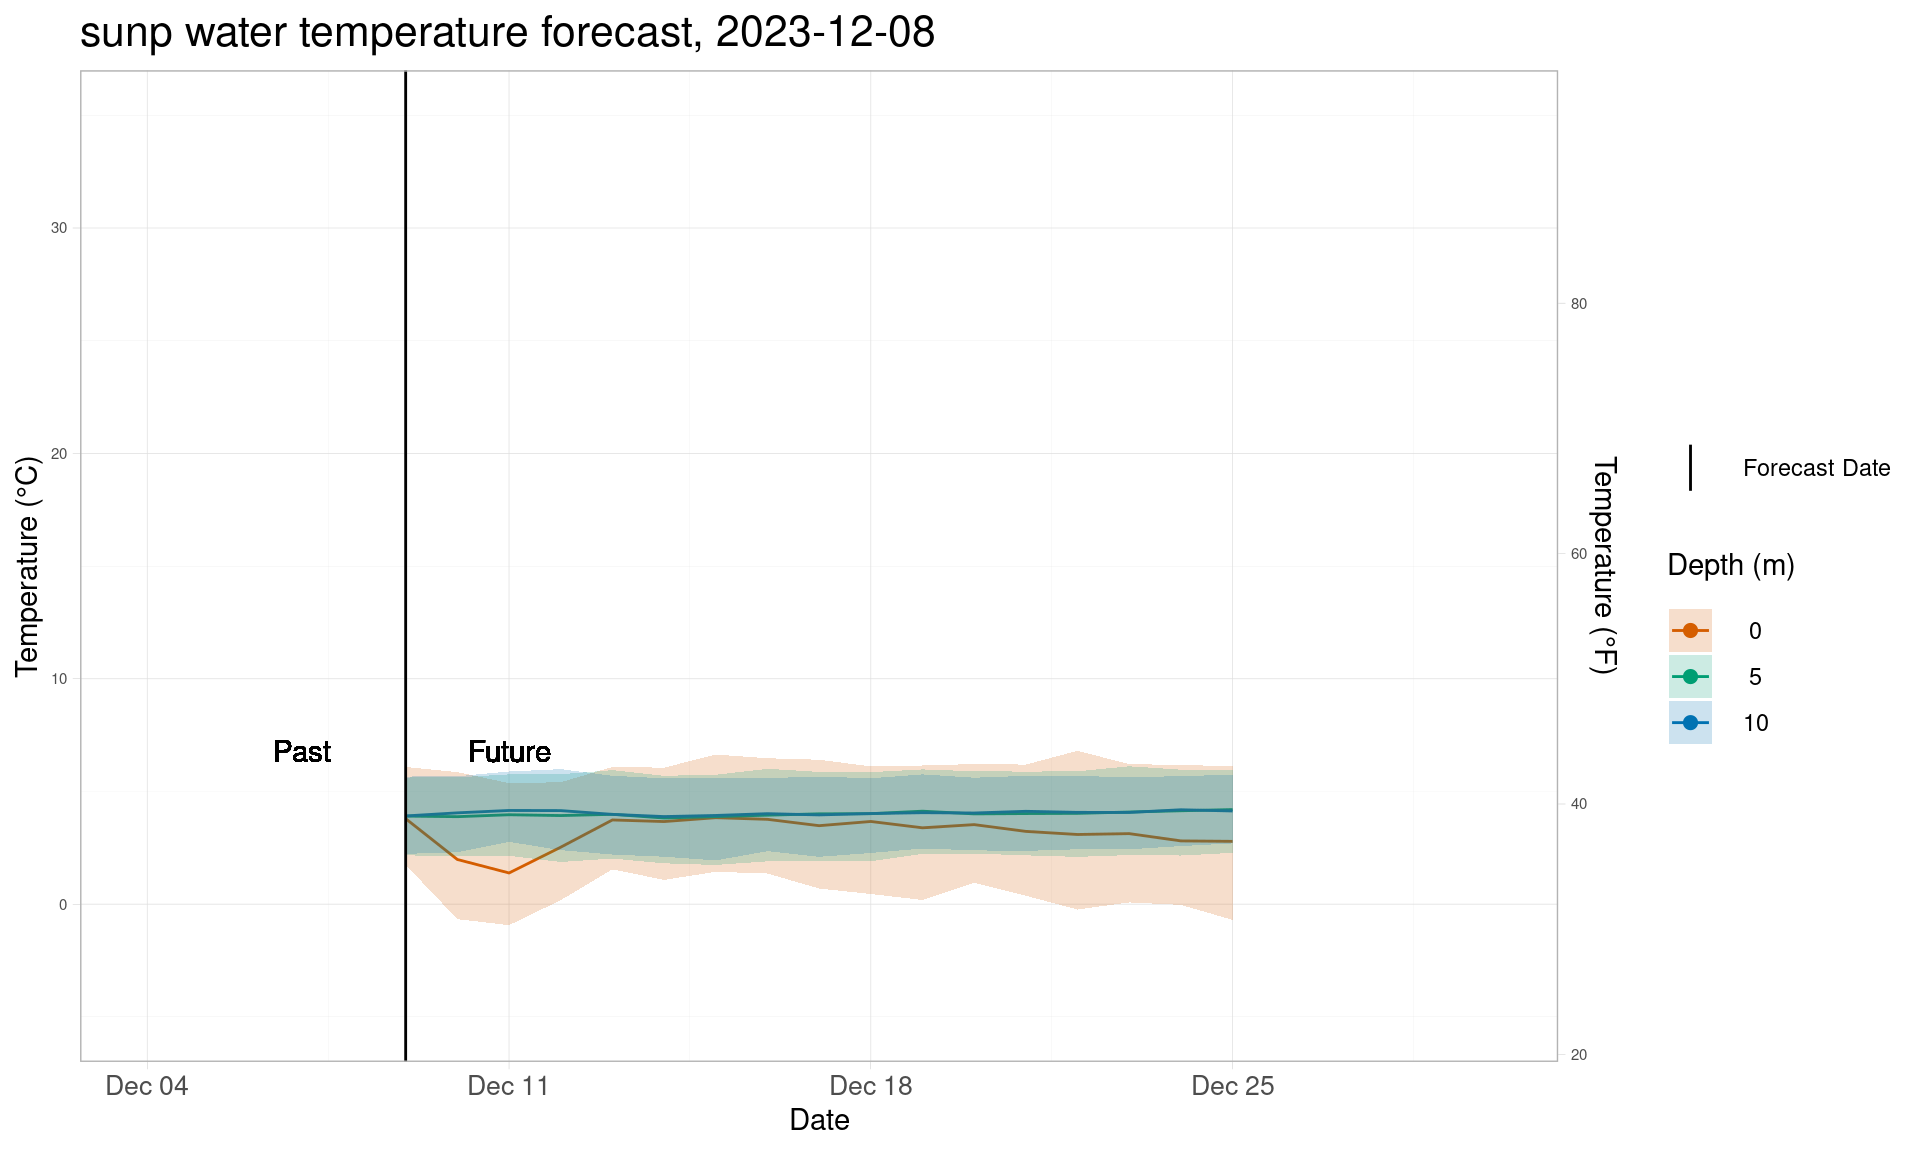 sunp water temperature forecast, 2023-12-08
Temperature (°C)
30
20
10
0
Past
Future
Dec 04
Dec 11
Dec 18
Dec 25
Date
80
60
40
20
Temperature (°F)
Forecast Date
Depth (m)
0
5
10